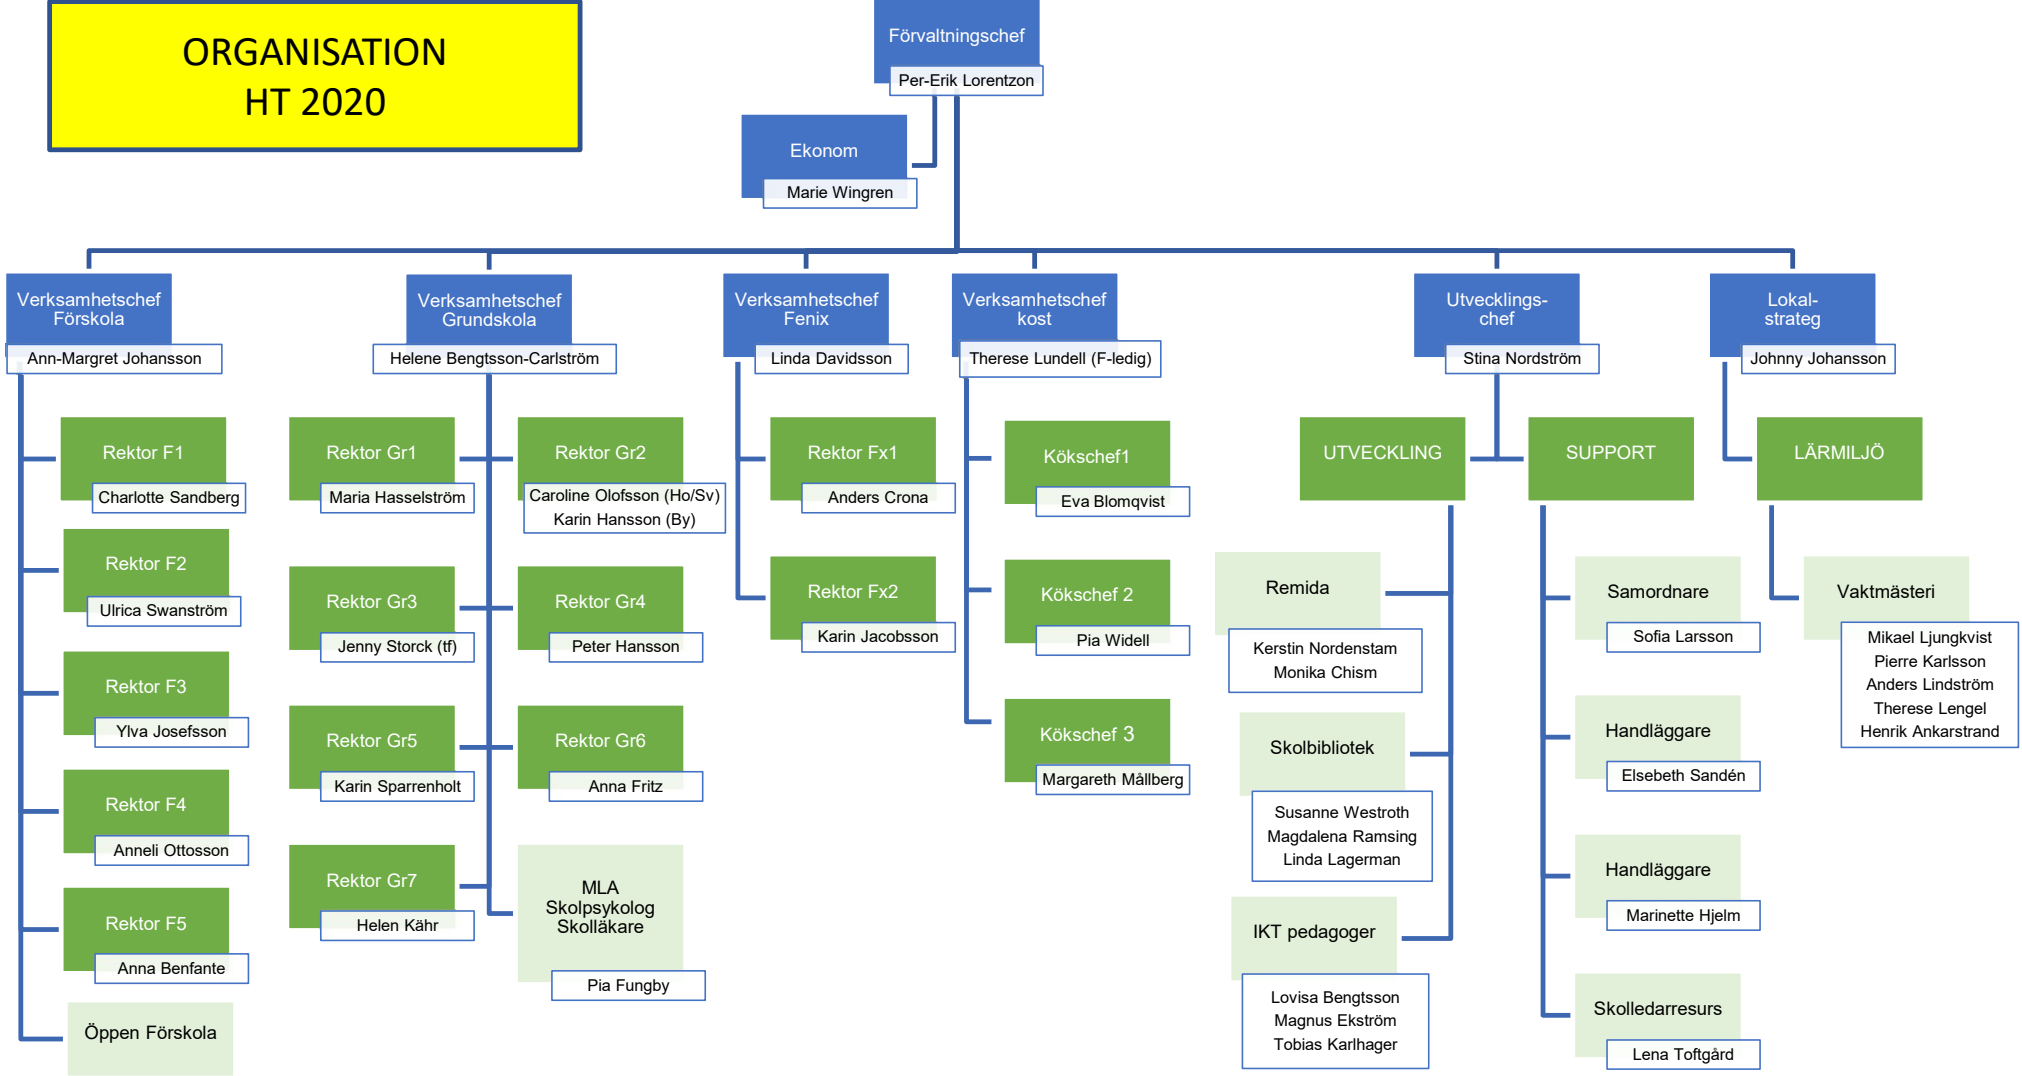 ORGANISATION
HT 2020
Förvaltningschef
Per-Erik Lorentzon
Ekonom
Marie Wingren
Verksamhetschef
Förskola
Ann-Margret Johansson
Rektor F1
Charlotte Sandberg
Rektor F2
Ulrica Swanström
Rektor F3
Ylva Josefsson
Rektor F4
Anneli Ottosson
Rektor F5
Anna Benfante
Öppen Förskola
Verksamhetschef
Grundskola
Helene Bengtsson-Carlström
Rektor Gr1
Maria Hasselström
Rektor Gr2
Caroline Olofsson (Ho/Sv)
Karin Hansson (By)
Rektor Gr3
Jenny Storck (tf)
Rektor Gr4
Peter Hansson
Rektor Gr5
Karin Sparrenholt
Rektor Gr6
Anna Fritz
Rektor Gr7
Helen Kähr
MLA
Skolpsykolog
Skolläkare
Pia Fungby
Verksamhetschef
Fenix
Linda Davidsson
Rektor Fx1
Anders Crona
Rektor Fx2
Karin Jacobsson
Verksamhetschef
kost
Therese Lundell (F-ledig)
Kökschef1
Eva Blomqvist
Kökschef 2
Pia Widell
Kökschef 3
Margareth Mållberg
Utvecklings-
chef
Stina Nordström
UTVECKLING
Remida
Kerstin Nordenstam
Monika Chism
Skolbibliotek
Susanne Westroth
Magdalena Ramsing
Linda Lagerman
IKT pedagoger
Lovisa Bengtsson
Magnus Ekström
Tobias Karlhager
SUPPORT
Samordnare
Sofia Larsson
Handläggare
Elsebeth Sandén
Handläggare
Marinette Hjelm
Skolledarresurs
Lena Toftgård
Lokal-
strateg
Johnny Johansson
LÄRMILJÖ
Vaktmästeri
Mikael Ljungkvist
Pierre Karlsson
Anders Lindström
Therese Lengel
Henrik Ankarstrand